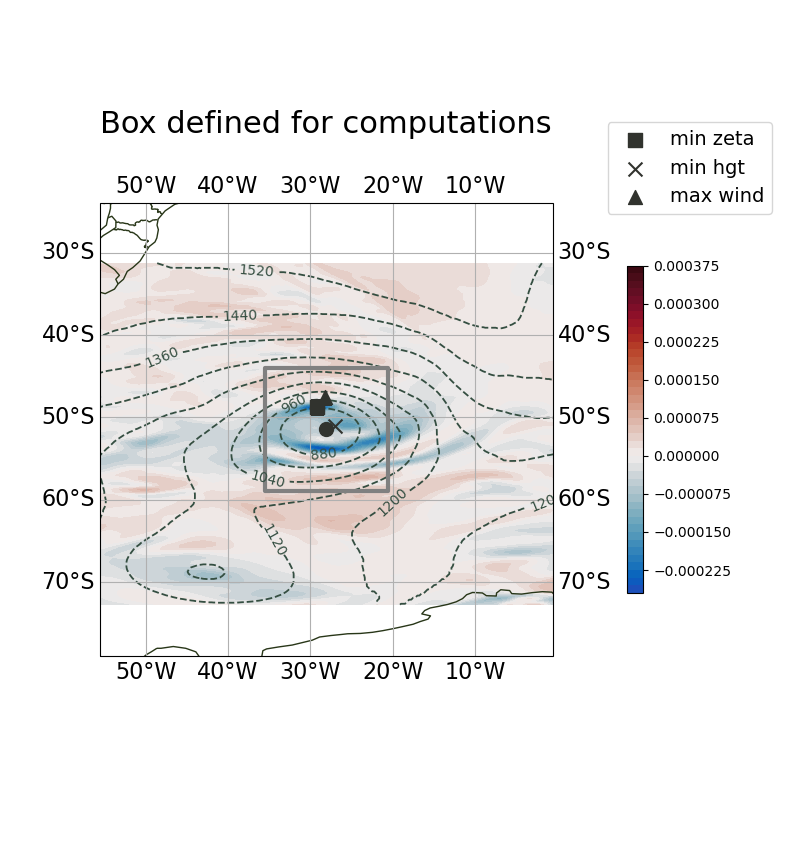 Box defined for computations
min zeta
min hgt
max wind
50°W 40°W 30°W 20°W 10°W
30°S 30°S
1520
1440
40°S 40°S
1360
960
50°S 50°S
880
1040
60°S 60°S
1200
120
1120
70°S 70°S
50°W 40°W 30°W 20°W 10°W
0.000375
0.000300
0.000225
0.000150
0.000075
0.000000
−0.000075
−0.000150
−0.000225